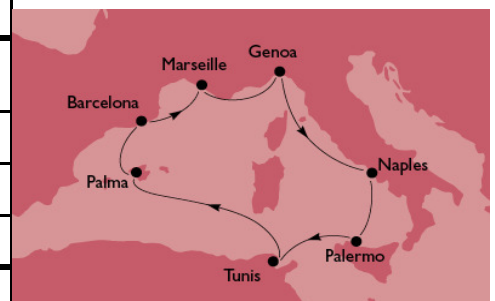 Genoa
Marseille
Barcelona
Naples
Palma
Palermo
Tunis